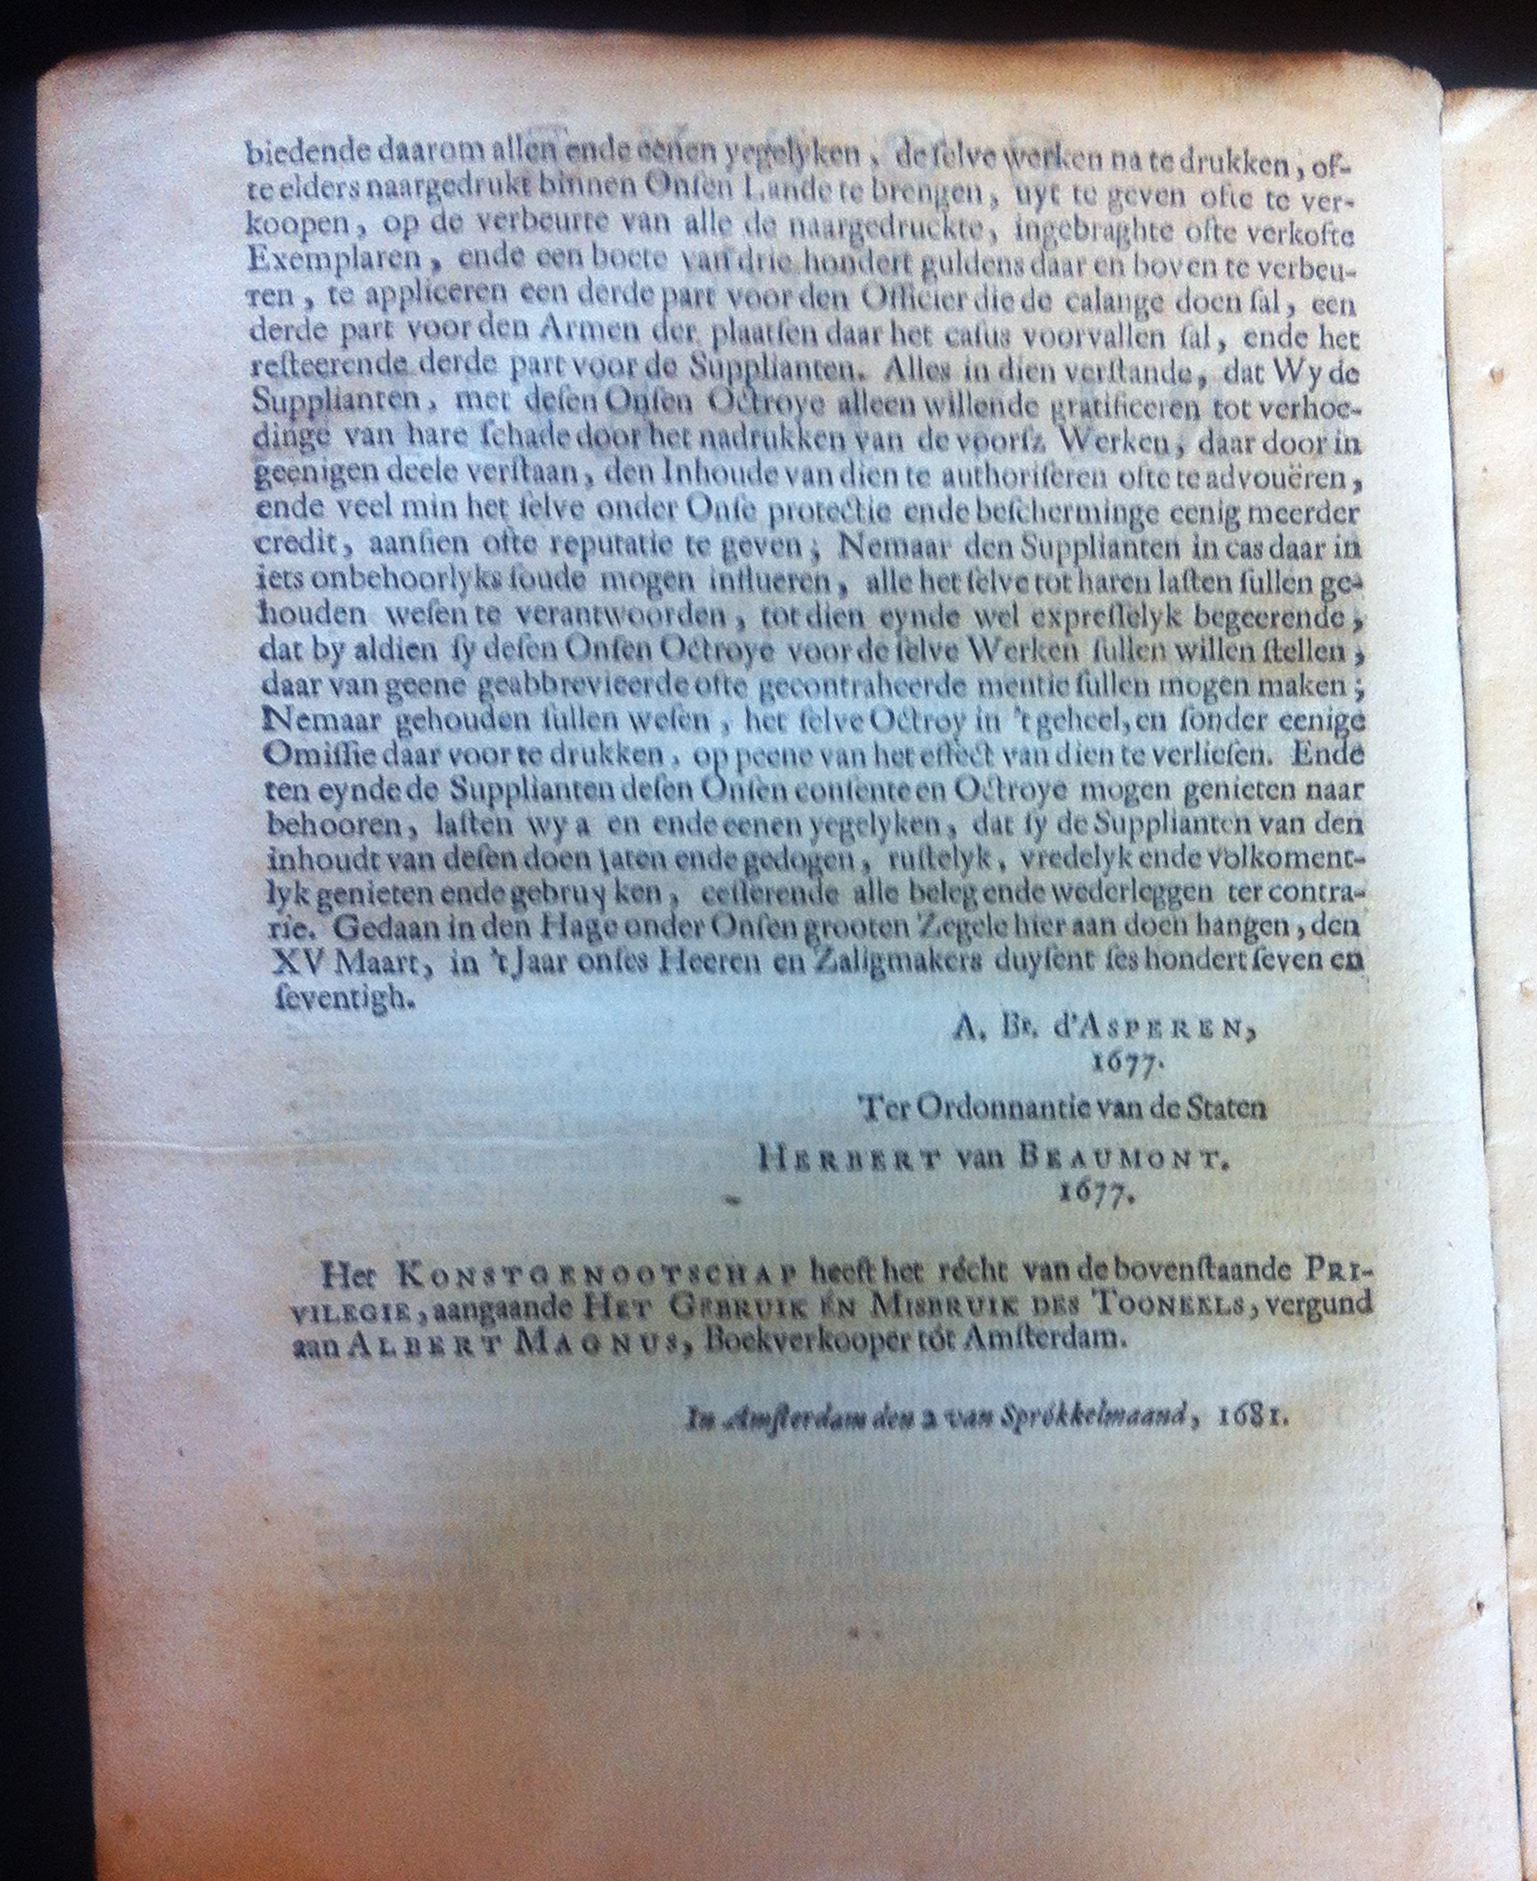 biedende daarom allen ende eenen yegelyken, de ſelve werken na te drukken, of-
te elders naargedrukt binnen Onſen Lande te brengen, uyt te geven ofte te ver-
koopen, op de verbeurte van alle de naargedruckte, ingebraghte ofte verkofte
Exemplaren, ende een boete van drie hondert guldens daar en boven te verbeu-
ren, te appliceren een derde part voor den Officier die de calange doen ſal, een
derde part voor den Armen der plaatſen daar het caſus voorvallen ſal, ende het
reſteerende derde part voor de Supplianten. Alles in dien verſtande, dat Wy de
Supplianten, met deſen Onſen Octroye alleen willende gratificeren tot verhoe-
dinge van hare ſchade door het nadrukken van de voorſz Werken, daar door in
geenigen deele verſtaan, den Inhoude van dien te authoriſeren ofte te advouëren,
ende veel min het ſelve onder Onſe protectie ende beſcherminge eenig meerder
credit, aanſien ofte reputatie te geven; Nemaar den Supplianten in cas daar in
iets onbehoorlyks ſoude mogen influeren, alle het ſelve tot haren laſten ſullen ge-
houden weſen te verantwoorden, tot dien eynde wel expreſſelyk begeerende,
dat by aldien ſy deſen Onſen Octroye voor de ſelve Werken ſullen willen ſtellen,
daar van geene geabbrevieerde ofte gecontraheerde mentie ſullen mogen maken;
Nemaar gehouden ſullen weſen, het ſelve Octroy in 't geheel, en ſonder eenige
Omiſſie daar voor te drukken, op peene van het effect van dien te verlieſen. Ende
ten eynde de Supplianten deſen Onſen conſente en Octroye mogen genieten naar
behooren, laſten wy a en ende eenen yegelyken, dat ſy de Supplianten van den
inhoudt van deſen doen laten ende gedogen, ruſtelyk, vredelyk ende volkoment-
lyk genieten ende gebruyken, ceſſerende alle beleg ende wederleggen ter contra-
rie. Gedaan in den Hage onder Onſen grooten Zegele hier aan doen hangen, den
XV Maart, in 't Jaar onſes Heeren en Zaligmakers duyſent ſes hondert ſeven en
ſeventigh.
A. Br. d'ASPEREN,
1677.
Ter Ordonnantie van de Staten
HERBERT van BEAUMONT.
1677.
Het KONSTGENOOTSCHAP heeft het récht van de bovenſtaande PRI-
VILEGIE, aangaande HET GEBRUIK ÉN MISBRUIK DES TOONEELS, vergund
aan ALBERT MAGNUS, Boekverkooper tót Amſterdam.
In Amſterdam den 2 van Sprókkelmaand, 1681.